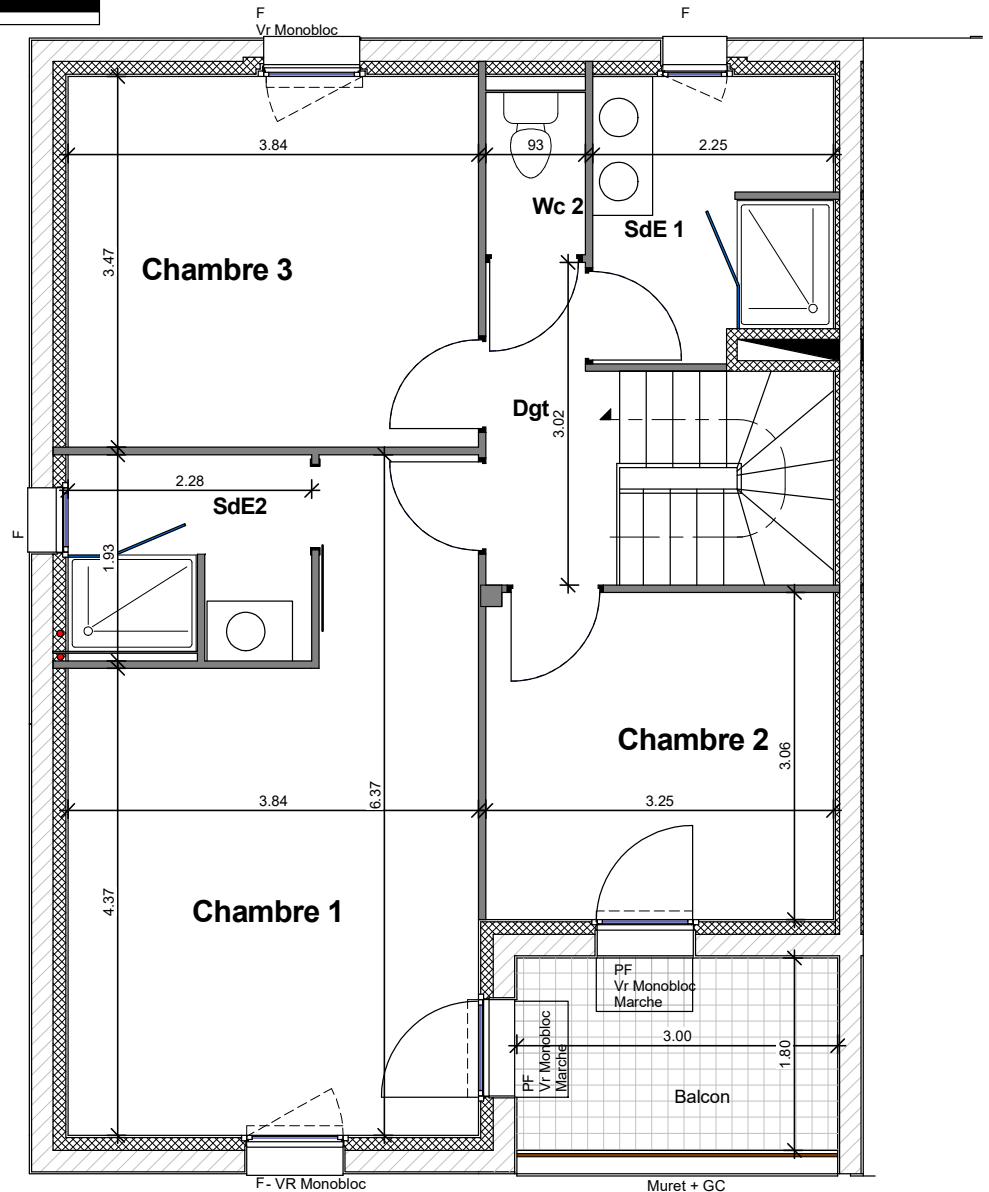 F
Vr Monobloc
F
3.84
93
2.25
Wc 2
SdE 1
3.47
Chambre 3
Dgt
3.02
2.28
SdE2
F
1.93
Chambre 2
3.06
3.84
6.37
3.25
4.37
Chambre 1
PF
Vr Monobloc
Marche
PF
Vr Monobloc
Marche
3.00
1.80
Balcon
F - VR Monobloc
Muret + GC